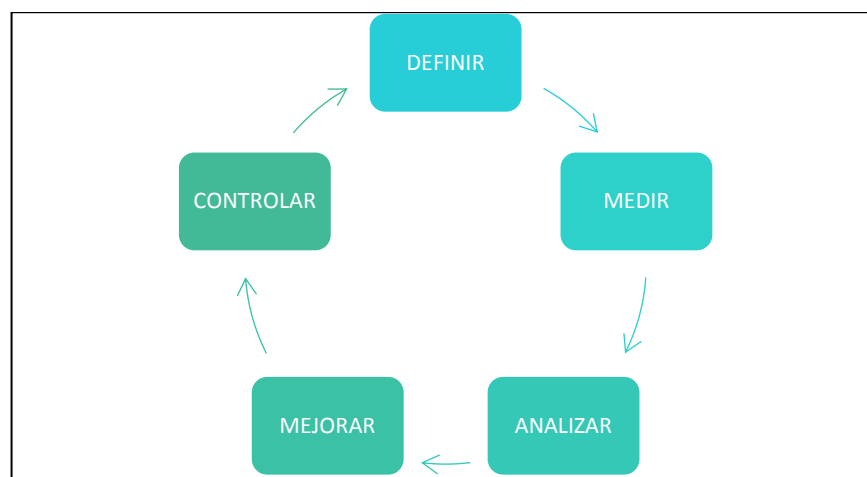 DEFINIR
MEDIR
ANALIZAR
MEJORAR
CONTROLAR